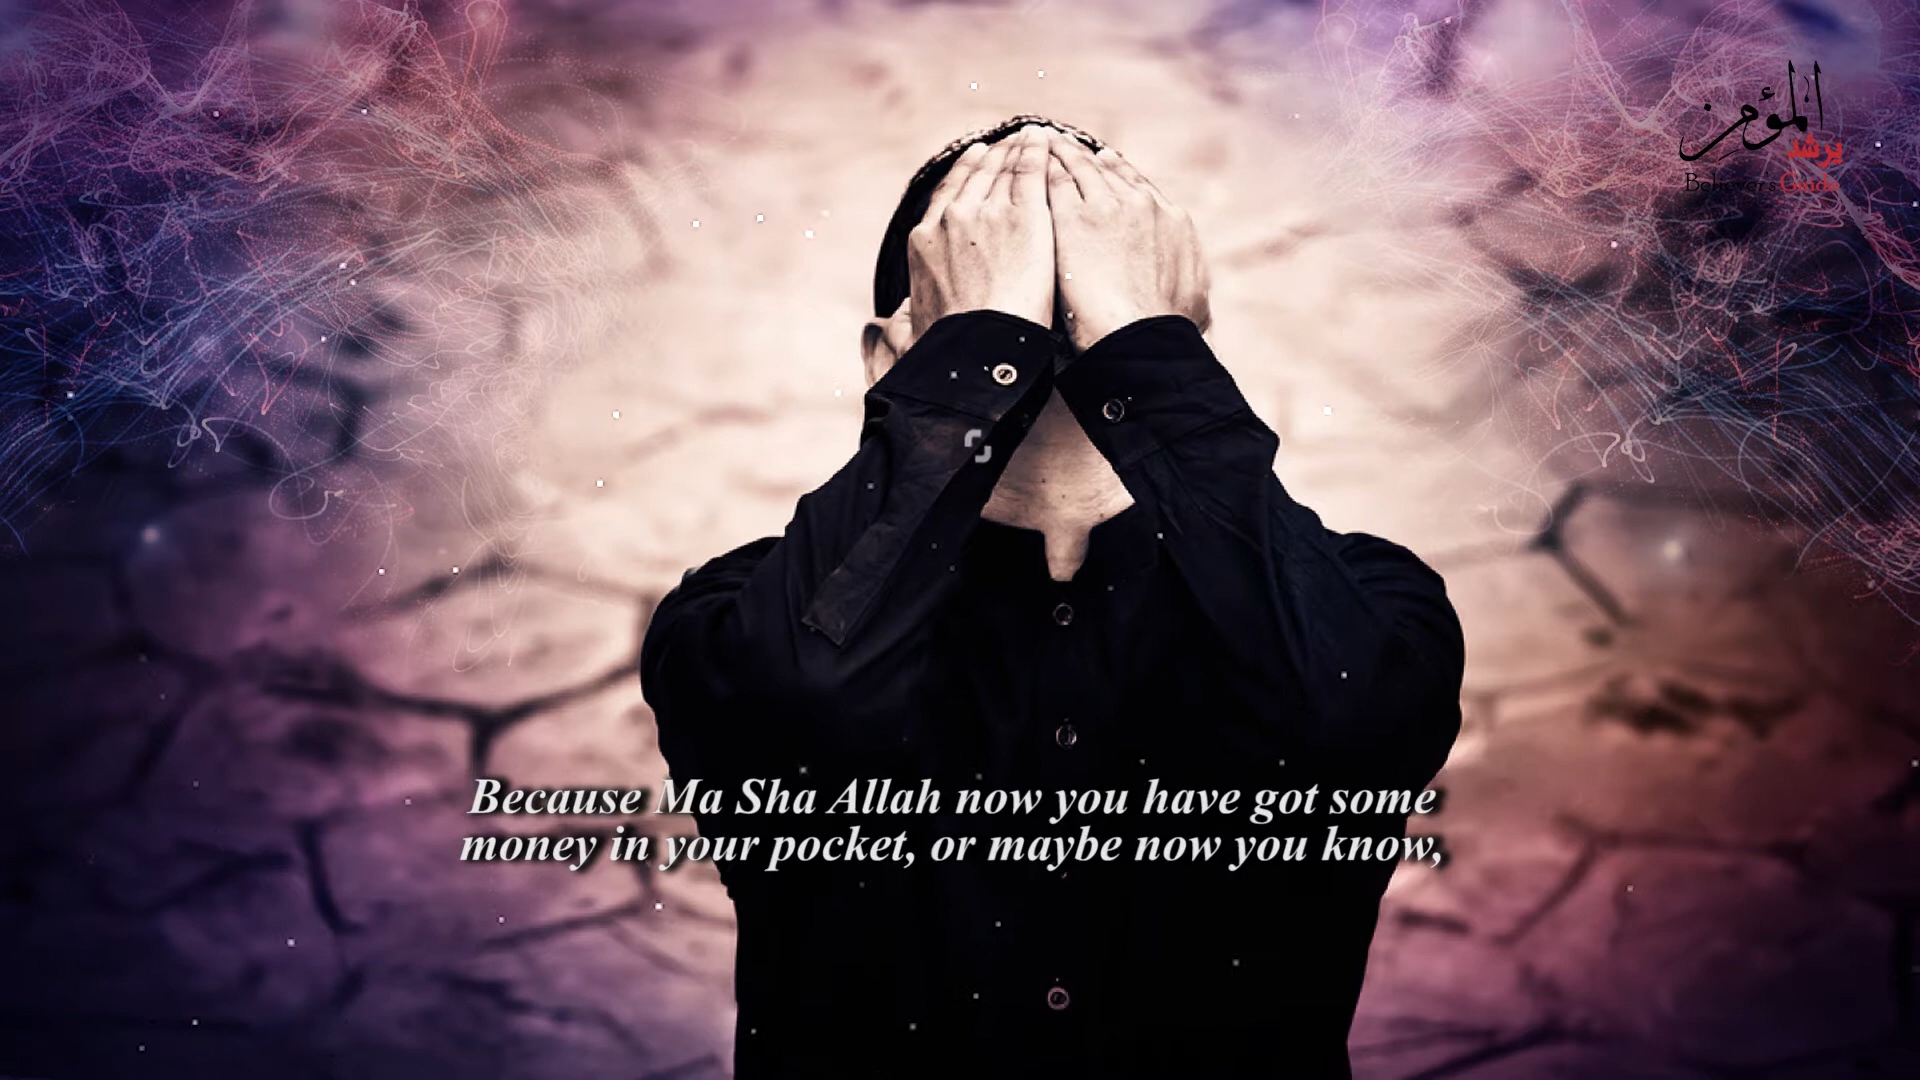 المؤمن
يرشد
Believer's Guide
Because Ma Sha Allah now you have got some
money in your pocket, or maybe now you know,